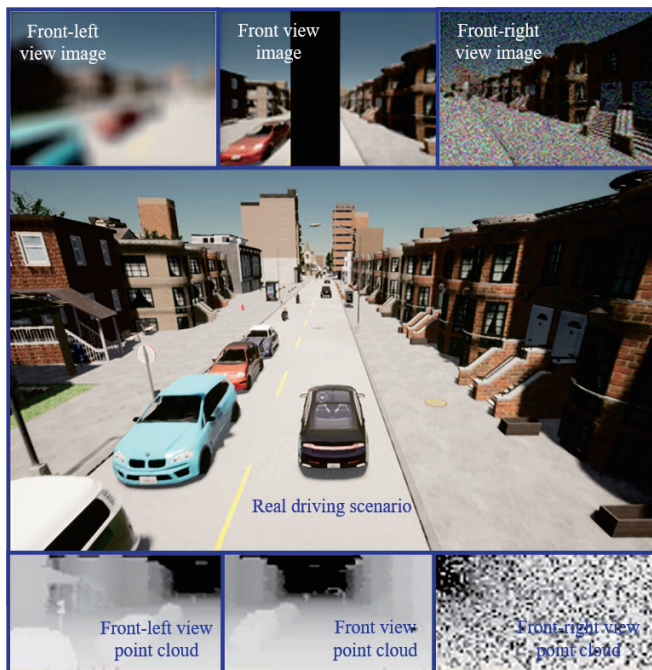 Front-left
view image
Front view
image
Front-right
view image
Real driving scenario
Front-left view
point cloud
Front view
point cloud
Front-right view
point cloud